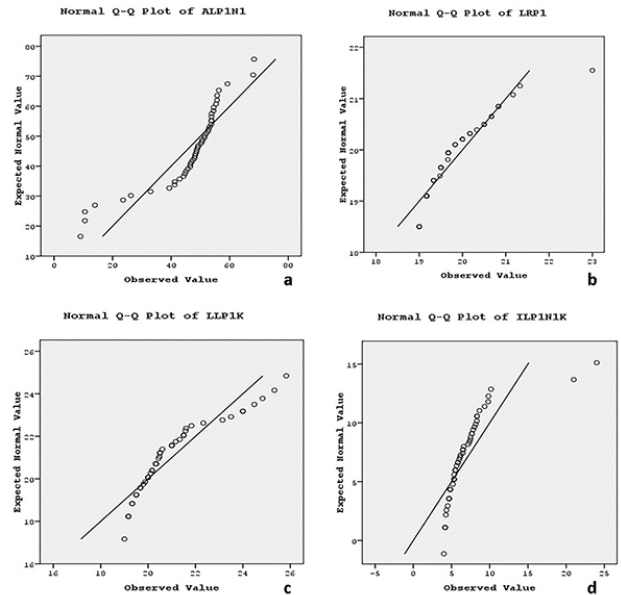 Normal Q-Q Plot of ALP1N1
Expected Normal Value
80
70
60
50
40
30
20
10
0 20 40 60 80
Observed Value
a
Normal Q-Q Plot of LRP1
Expected Normal Value
22
21
20
19
18
18 19 20 21 22 23
Observed Value
b
Normal Q-Q Plot of LLP1K
Expected Normal Value
26
24
22
20
18
16
16 18 20 22 24 26
Observed Value
c
Normal Q-Q Plot of ILP1N1K
Expected Normal Value
15
10
5
0
-5 0 5 10 15 20 25
Observed Value
d